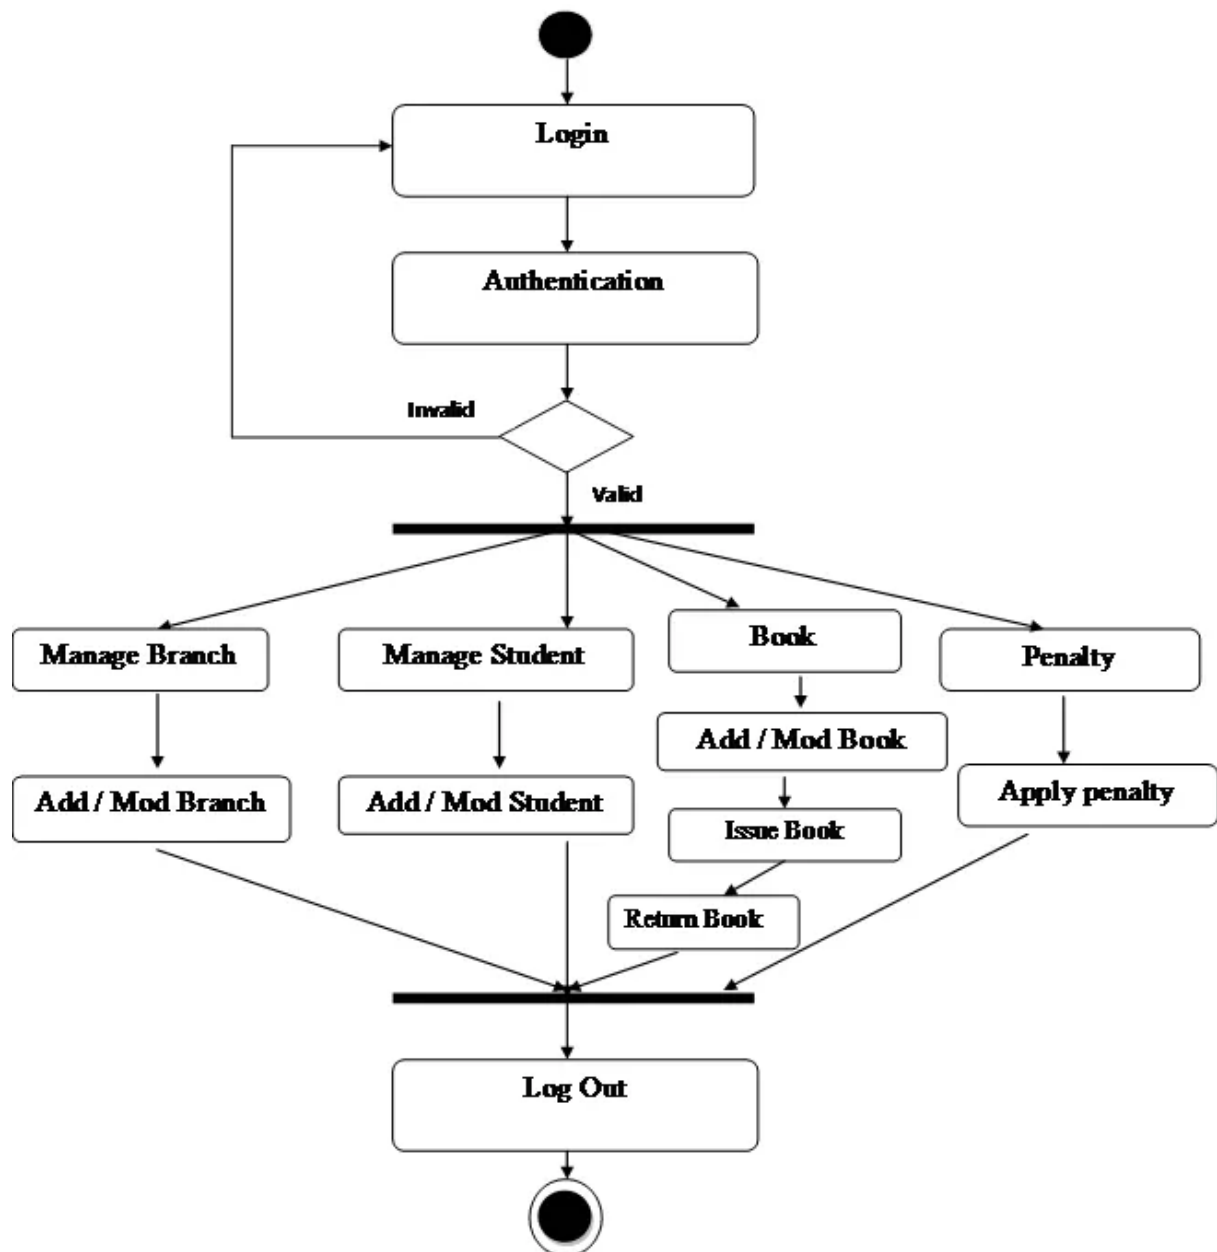 Login
Authentication
Invalid
Valid
Manage Branch
Manage Student
Book
Penalty
Add / Mod Branch
Add / Mod Student
Add / Mod Book
Apply penalty
Issue Book
Return Book
Log Out